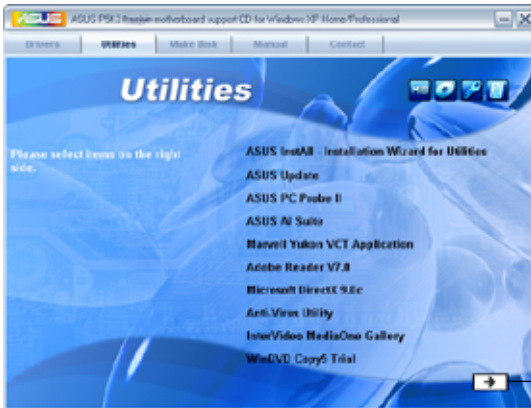 ASUS ASUS P5K3 Premium motherboard support CD for Windows XP Home/Professional
Drivers Utilities Make Disk Manual Contact
Utilities
Please select items on the right
side.
ASUS InstAll - Installation Wizard for Utilities
ASUS Update
ASUS PC Probe II
ASUS AI Suite
Marvell Yukon VCT Application
Adobe Reader V7.0
Microsoft DirectX 9.0c
Anti-Virus Utility
InterVideo MediaOne Gallery
WinDVD Copy5 Trial